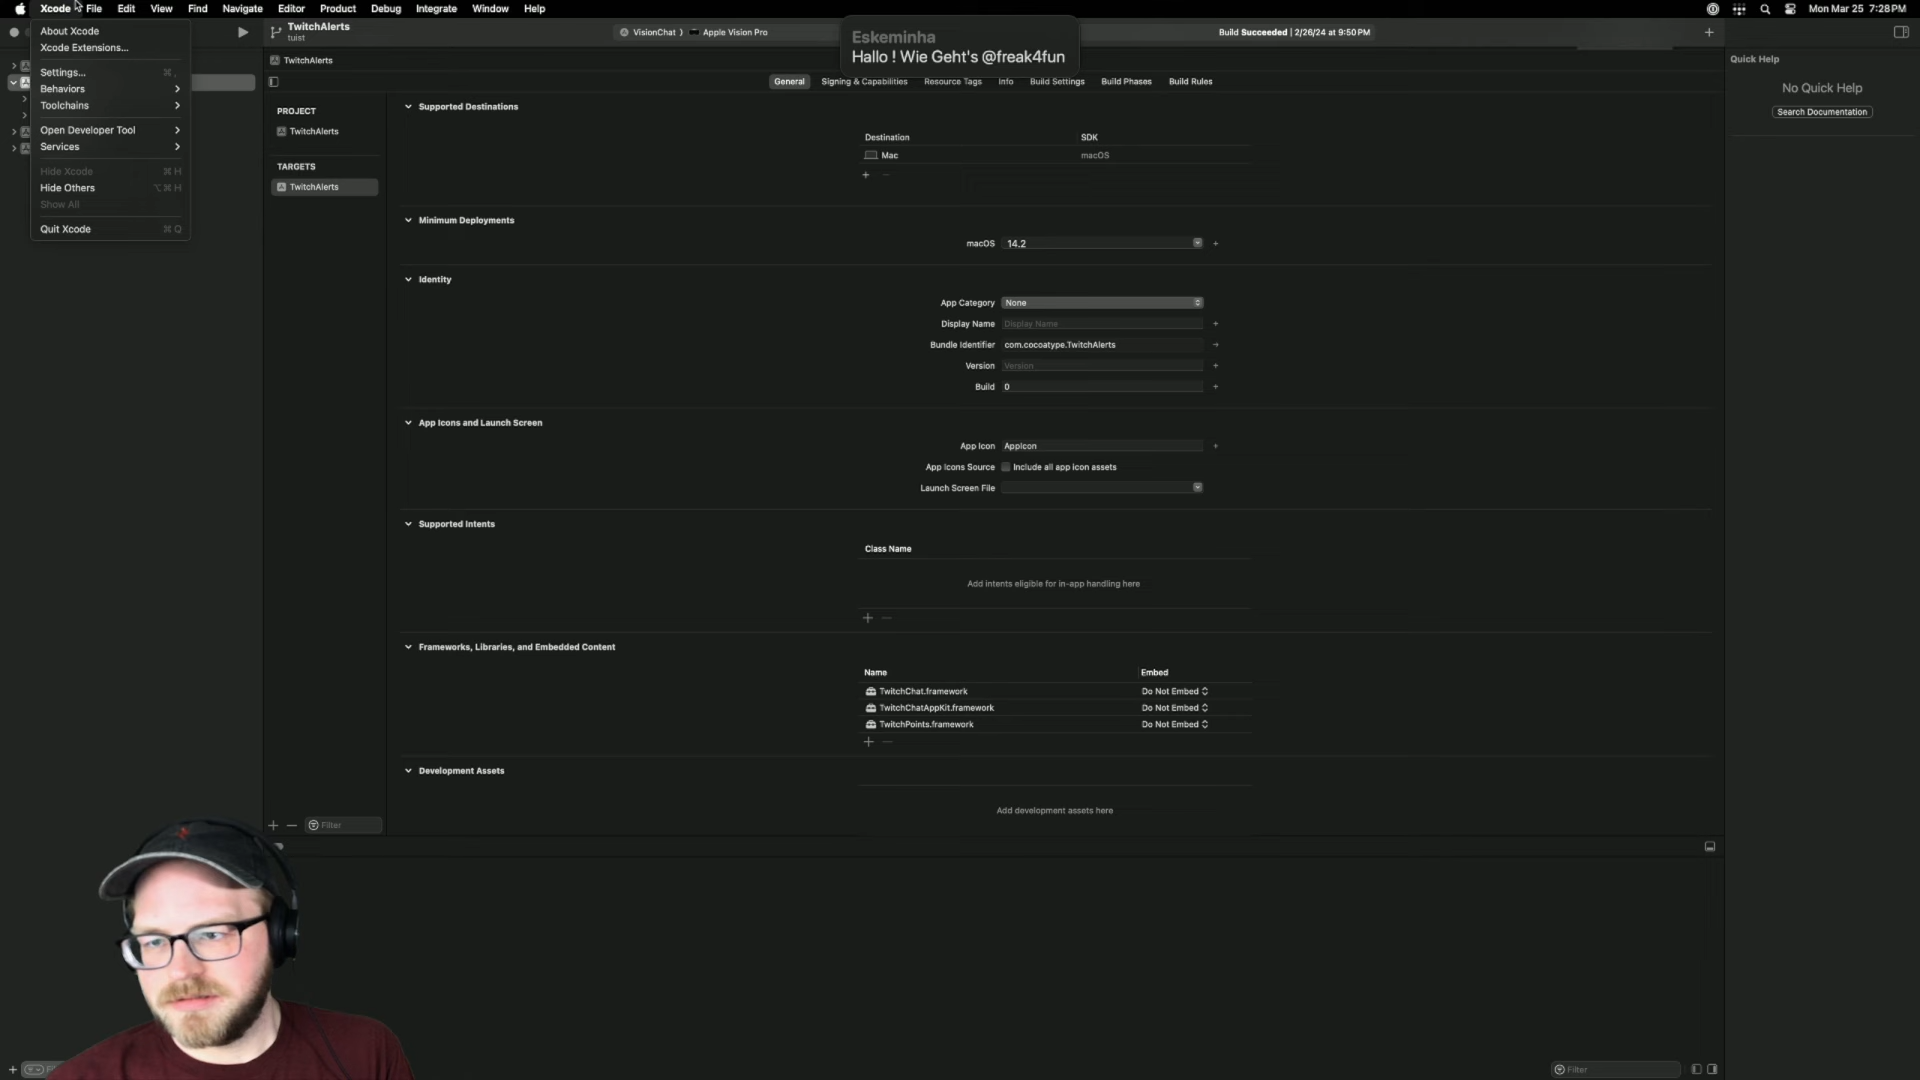 Xcode File Edit View Find Navigate Editor Product Debug Integrate Window Help
Mon Mar 25 7:28 PM
About Xcode
Xcode Extensions...
Settings... ⌘ ,
Behaviors
Toolchains
Open Developer Tool
Services
Hide Xcode ⌘ H
Hide Others ⌥ ⌘ H
Show All
Quit Xcode ⌘ Q
TwitchAlerts
tuist
VisionChat ⟩ Apple Vision Pro
Eskeminha
Hallo ! Wie Geht's @freak4fun
Build Succeeded | 2/26/24 at 9:50 PM
TwitchAlerts
General Signing & Capabilities Resource Tags Info Build Settings Build Phases Build Rules
PROJECT
TwitchAlerts
TARGETS
TwitchAlerts
Filter
Supported Destinations
Destination SDK
Mac macOS
Minimum Deployments
macOS 14.2
Identity
App Category None
Display Name Display Name
Bundle Identifier com.cocoatype.TwitchAlerts
Version Version
Build 0
App Icons and Launch Screen
App Icon AppIcon
App Icons Source Include all app icon assets
Launch Screen File
Supported Intents
Class Name
Add intents eligible for in-app handling here
Frameworks, Libraries, and Embedded Content
Name Embed
TwitchChat.framework Do Not Embed
TwitchChatAppKit.framework Do Not Embed
TwitchPoints.framework Do Not Embed
Development Assets
Add development assets here
Quick Help
No Quick Help
Search Documentation
Filter